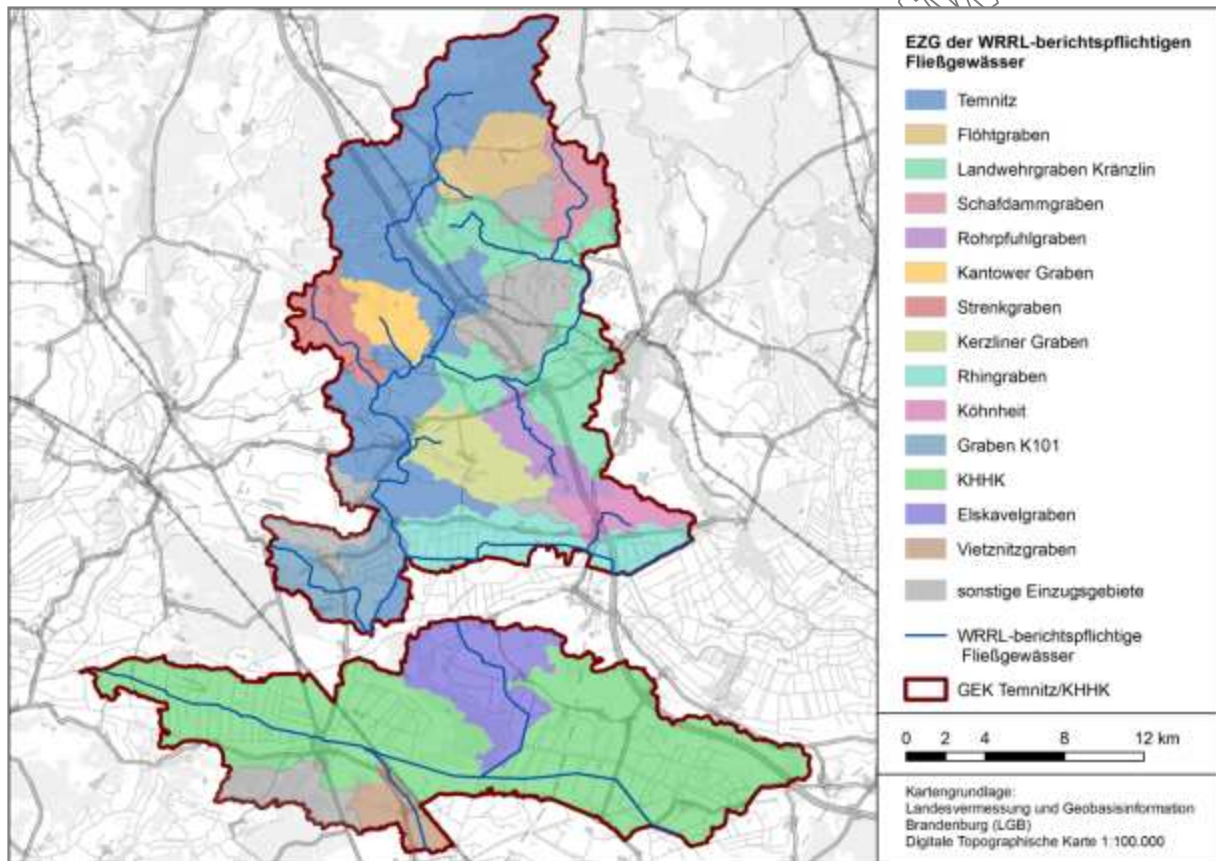 EZG der WRRL-berichtspflichtigen
Fließgewässer
Temnitz
Flöhtgraben
Landwehrgraben Kränzlin
Schafdammgraben
Rohrpfuhlgraben
Kantower Graben
Strenkgraben
Kerzliner Graben
Rhingraben
Köhnheit
Graben K101
KHHK
Elskavelgraben
Vietznitzgraben
sonstige Einzugsgebiete
WRRL-berichtspflichtige
Fließgewässer
GEK Temnitz/KHHK
0 2 4 8 12 km
Kartengrundlage:
Landesvermessung und Geobasisinformation
Brandenburg (LGB)
Digitale Topographische Karte 1:100.000